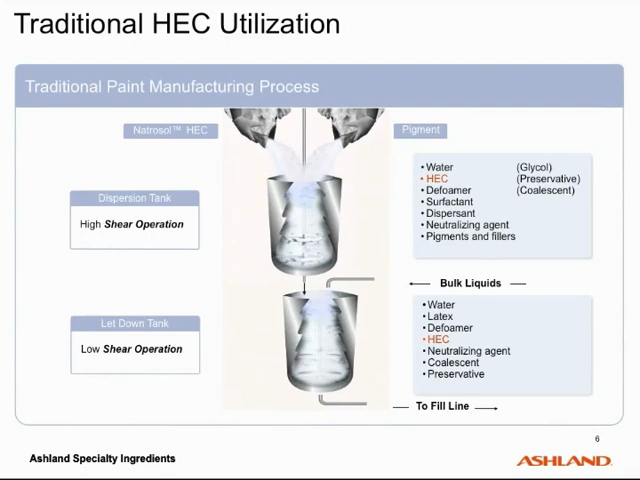 Traditional HEC Utilization
Traditional Paint Manufacturing Process
Natrosol™ HEC
Pigment
Dispersion Tank
High Shear Operation
• Water (Glycol)
• HEC (Preservative)
• Defoamer (Coalescent)
• Surfactant
• Dispersant
• Neutralizing agent
• Pigments and fillers
Bulk Liquids
Let Down Tank
Low Shear Operation
• Water
• Latex
• Defoamer
• HEC
• Neutralizing agent
• Coalescent
• Preservative
To Fill Line
6
Ashland Specialty Ingredients
ASHLAND